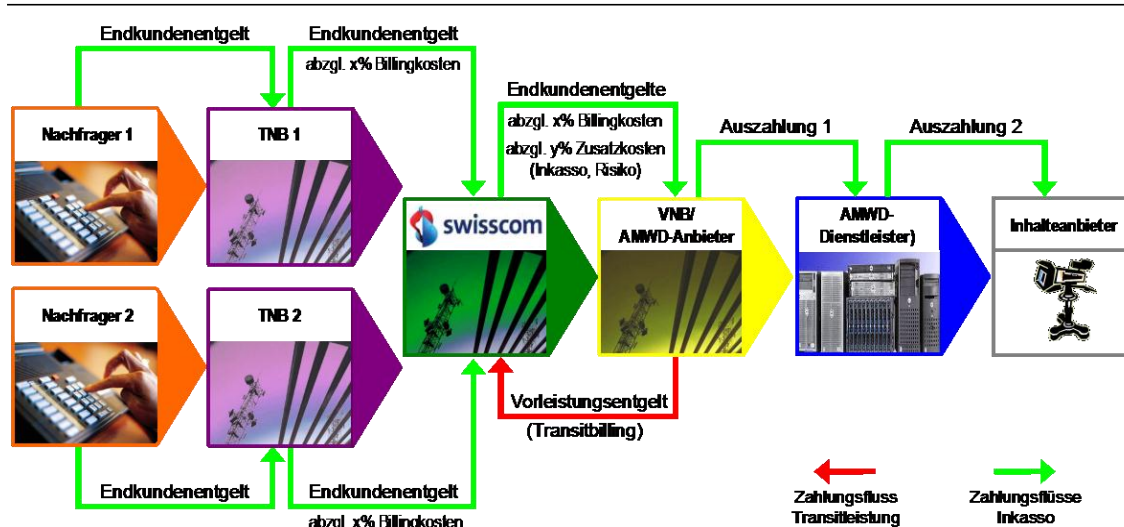 Endkundenentgelt
Endkundenentgelt
abzgl. x% Billingkosten
Endkundenentgelte
abzgl. x% Billingkosten
abzgl. y% Zusatzkosten
(Inkasso, Risiko)
Auszahlung 1
Auszahlung 2
Nachfrager 1
TNB 1
swisscom
VNB/
AMWD-Anbieter
AMWD-
Dienstleister)
Inhalteanbieter
Nachfrager 2
TNB 2
Vorleistungsentgelt
(Transitbilling)
Endkundenentgelt
Endkundenentgelt
abzgl. x% Billingkosten
Zahlungsfluss
Transitleistung
Zahlungsflüsse
Inkasso